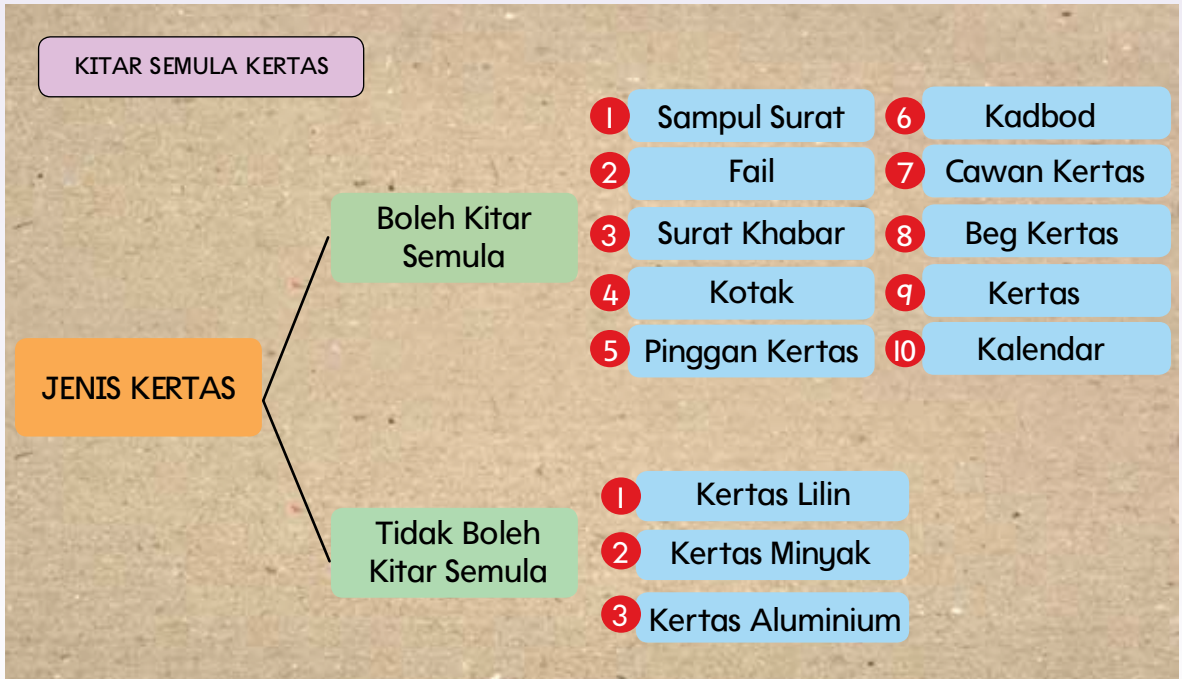 KITAR SEMULA KERTAS
JENIS KERTAS
Boleh Kitar
Semula
1 Sampul Surat
2 Fail
3 Surat Khabar
4 Kotak
5 Pinggan Kertas
6 Kadbod
7 Cawan Kertas
8 Beg Kertas
9 Kertas
10 Kalendar
Tidak Boleh
Kitar Semula
1 Kertas Lilin
2 Kertas Minyak
3 Kertas Aluminium